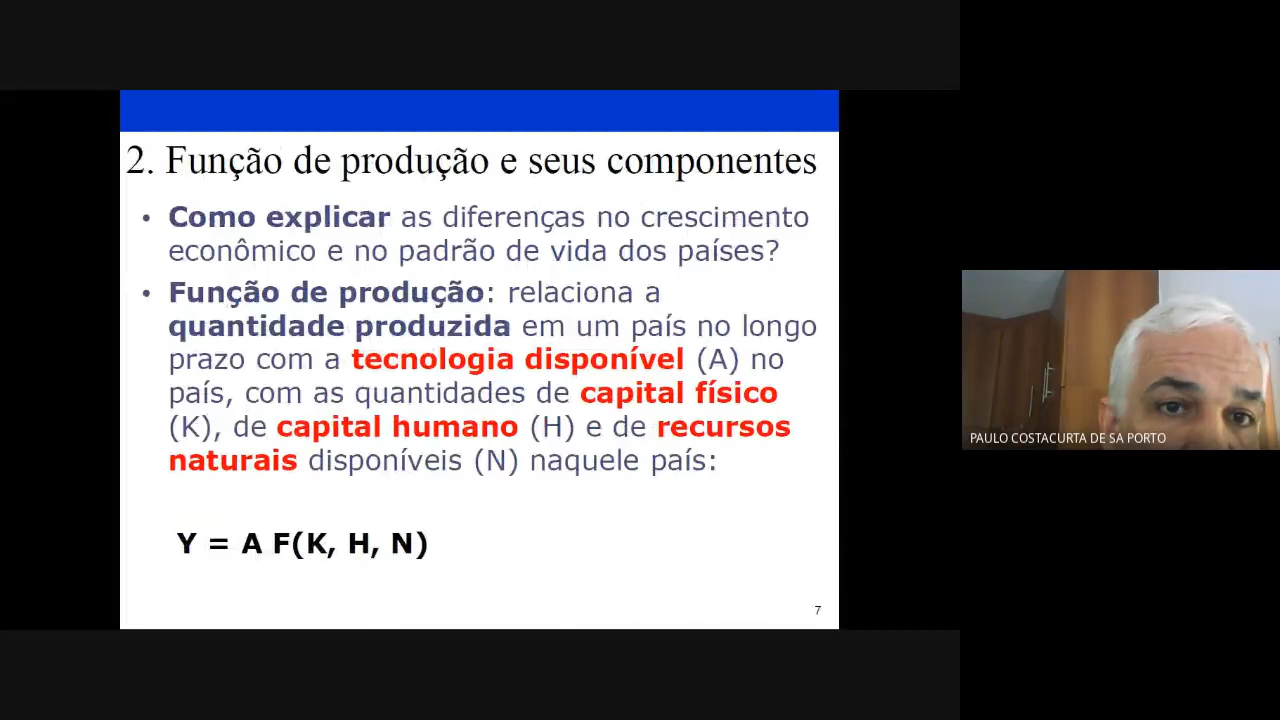 2. Função de produção e seus componentes
• Como explicar as diferenças no crescimento
econômico e no padrão de vida dos países?
• Função de produção: relaciona a
quantidade produzida em um país no longo
prazo com a tecnologia disponível (A) no
país, com as quantidades de capital físico
(K), de capital humano (H) e de recursos
naturais disponíveis (N) naquele país:
Y = A F(K, H, N)
7
PAULO COSTACURTA DE SA PORTO